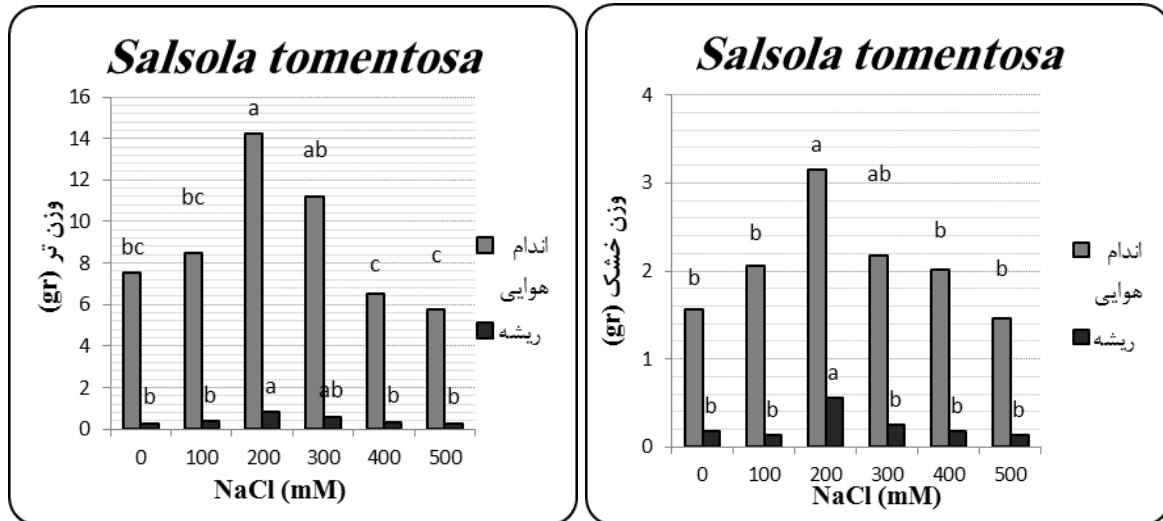 Salsola tomentosa
وزن تر (gr)
16
14
12
10
8
6
4
2
0
bc
bc
a
ab
c
c
b
b
a
ab
b
b
0 100 200 300 400 500
NaCl (mM)
اندام
هوایی
ریشه
Salsola tomentosa
وزن خشک (gr)
4
3
2
1
0
b
b
a
ab
b
b
b
b
a
b
b
b
0 100 200 300 400 500
NaCl (mM)
اندام
هوایی
ریشه